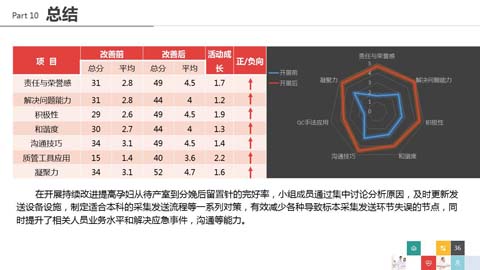 Part 10 总结
项 目 改善前 改善后 活动成长 正/负向
总分 平均 总分 平均
责任与荣誉感 31 2.8 49 4.5 1.7 ↑
解决问题能力 31 2.8 44 4 1.2 ↑
积极性 29 2.6 49 4.5 1.9 ↑
和谐度 30 2.7 44 4 1.3 ↑
沟通技巧 34 3.1 49 4.5 1.4 ↑
质管工具应用 15 1.4 40 3.6 2.2 ↑
凝聚力 34 3.1 52 4.7 1.6 ↑
开展前
开展后
责任与荣誉感
解决问题能力
积极性
和谐度
沟通技巧
QC手法应用
凝聚力
5
4
3
2
1
0
在开展持续改进提高孕妇从待产室到分娩后留置针的完好率，小组成员通过集中讨论分析原因，及时更新发
送设备设施，制定适合本科的采集发送流程等一系列对策，有效减少各种导致标本采集发送环节失误的节点，同
时提升了相关人员业务水平和解决应急事件，沟通等能力。
36